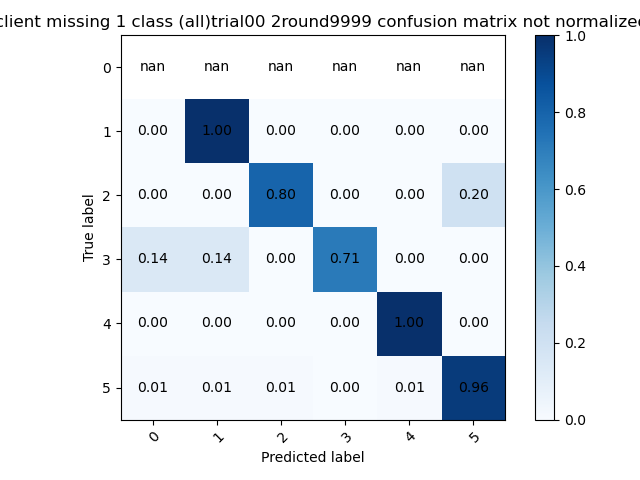 client missing 1 class (all)trial00 2round9999 confusion matrix not normalized
0 nan nan nan nan nan nan
1 0.00 1.00 0.00 0.00 0.00 0.00
2 0.00 0.00 0.80 0.00 0.00 0.20
3 0.14 0.14 0.00 0.71 0.00 0.00
4 0.00 0.00 0.00 0.00 1.00 0.00
5 0.01 0.01 0.01 0.00 0.01 0.96
0 1 2 3 4 5
True label
Predicted label
1.0
0.8
0.6
0.4
0.2
0.0